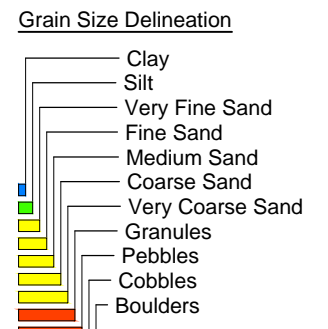 Grain Size Delineation
Clay
Silt
Very Fine Sand
Fine Sand
Medium Sand
Coarse Sand
Very Coarse Sand
Granules
Pebbles
Cobbles
Boulders